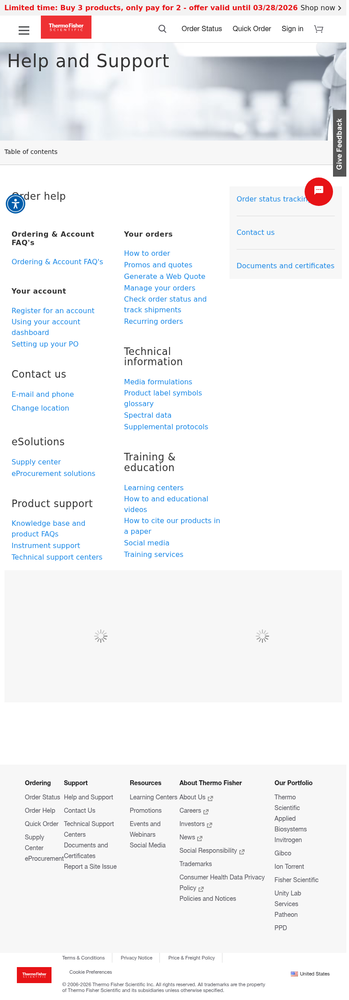 Limited time: Buy 3 products, only pay for 2 - offer valid until 03/28/2026 Shop now
ThermoFisher
SCIENTIFIC
Order Status
Quick Order
Sign in
Help and Support
Give Feedback
Table of contents
Order help
Ordering & Account
FAQ's
Ordering & Account FAQ's
Your account
Register for an account
Using your account
dashboard
Setting up your PO
Contact us
E-mail and phone
Change location
eSolutions
Supply center
eProcurement solutions
Product support
Knowledge base and
product FAQs
Instrument support
Technical support centers
Your orders
How to order
Promos and quotes
Generate a Web Quote
Manage your orders
Check order status and
track shipments
Recurring orders
Technical
information
Media formulations
Product label symbols
glossary
Spectral data
Supplemental protocols
Training &
education
Learning centers
How to and educational
videos
How to cite our products in
a paper
Social media
Training services
Order status tracking
Contact us
Documents and certificates
Ordering
Order Status
Order Help
Quick Order
Supply
Center
eProcurement
Support
Help and Support
Contact Us
Technical Support
Centers
Documents and
Certificates
Report a Site Issue
Resources
Learning Centers
Promotions
Events and
Webinars
Social Media
About Thermo Fisher
About Us
Careers
Investors
News
Social Responsibility
Trademarks
Consumer Health Data Privacy
Policy
Policies and Notices
Our Portfolio
Thermo
Scientific
Applied
Biosystems
Invitrogen
Gibco
Ion Torrent
Fisher Scientific
Unity Lab
Services
Patheon
PPD
ThermoFisher
SCIENTIFIC
Terms & Conditions
Privacy Notice
Price & Freight Policy
Cookie Preferences
© 2006-2026 Thermo Fisher Scientific Inc. All rights reserved. All trademarks are the property
of Thermo Fisher Scientific and its subsidiaries unless otherwise specified.
United States